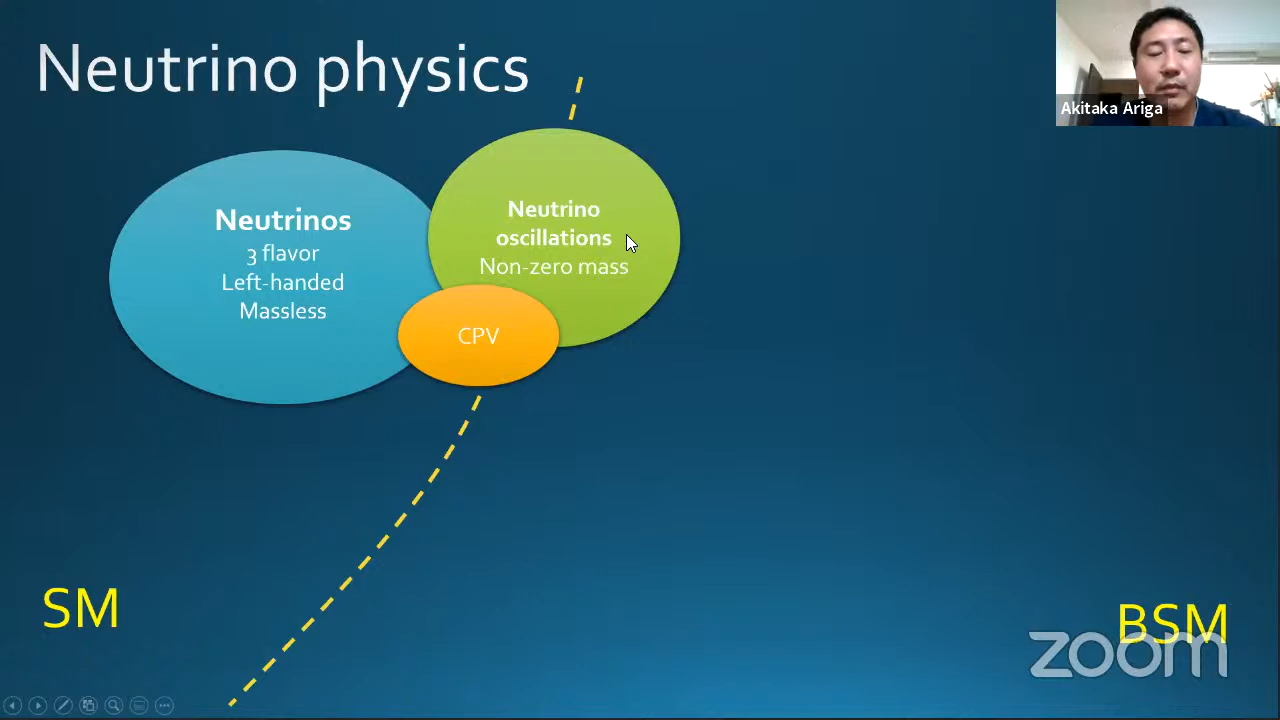 Neutrino physics
Akitaka Ariga
Neutrinos
3 flavor
Left-handed
Massless
Neutrino
oscillations
Non-zero mass
CPV
SM
BSM
zoom